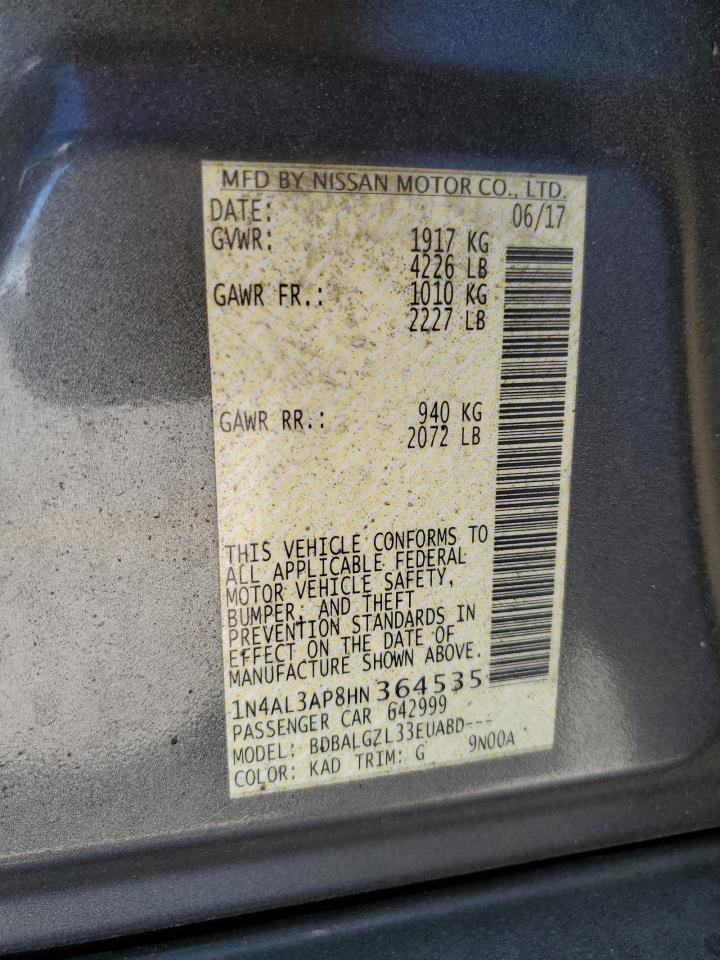 MFD BY NISSAN MOTOR CO., LTD.
DATE: 06/17
GVWR: 1917 KG
4226 LB
GAWR FR.: 1010 KG
2227 LB
GAWR RR.: 940 KG
2072 LB
THIS VEHICLE CONFORMS TO
ALL APPLICABLE FEDERAL
MOTOR VEHICLE SAFETY,
BUMPER, AND THEFT
PREVENTION STANDARDS IN
EFFECT ON THE DATE OF
MANUFACTURE SHOWN ABOVE.
1N4AL3AP8HN 364535
PASSENGER CAR 642999
MODEL: BDBALGZL33EUABD---
COLOR: KAD TRIM: G 9N00A